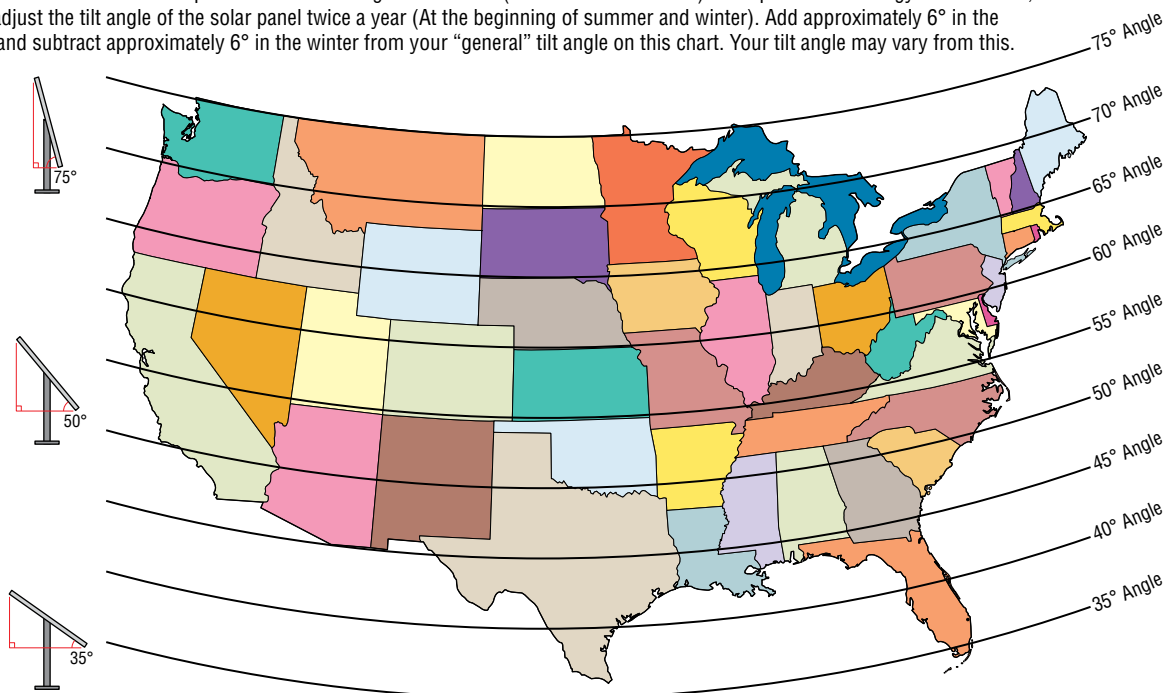 adjust the tilt angle of the solar panel twice a year (At the beginning of summer and winter). Add approximately 6° in the
and subtract approximately 6° in the winter from your “general” tilt angle on this chart. Your tilt angle may vary from this.
75° Angle
70° Angle
75°
65° Angle
60° Angle
55° Angle
50° Angle
50°
45° Angle
40° Angle
35° Angle
35°